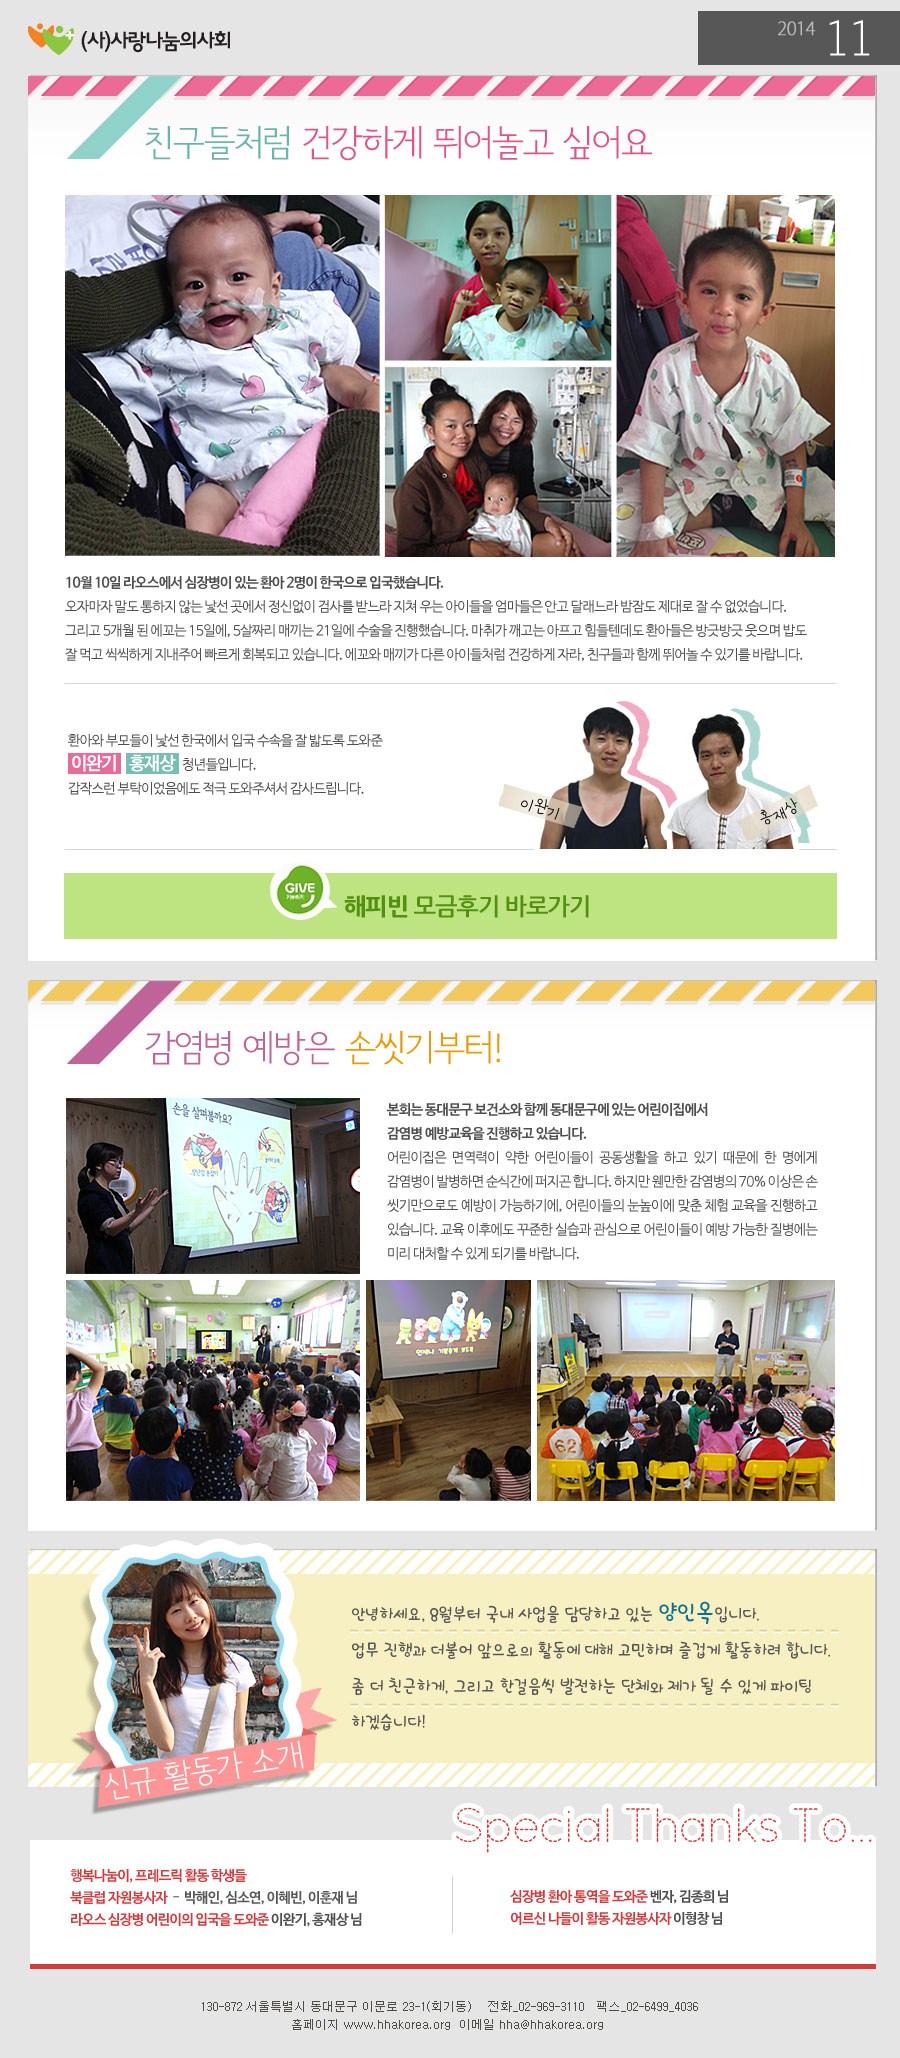 (사)사랑나눔의사회
2014 11
친구들처럼 건강하게 뛰어놀고 싶어요
10월 10일 라오스에서 심장병이 있는 환아 2명이 한국으로 입국했습니다.
오자마자 말도 통하지 않는 낯선 곳에서 정신없이 검사를 받느라 지쳐 우는 아이들을 엄마들은 안고 달래느라 밤잠도 제대로 잘 수 없었습니다.
그리고 5개월 된 에꼬는 15일에, 5살짜리 매끼는 21일에 수술을 진행했습니다. 마취가 깨고는 아프고 힘들텐데도 환아들은 방긋방긋 웃으며 밥도
잘 먹고 씩씩하게 지내주어 빠르게 회복되고 있습니다. 에꼬와 매끼가 다른 아이들처럼 건강하게 자라, 친구들과 함께 뛰어놀 수 있기를 바랍니다.
환아와 부모들이 낯선 한국에서 입국 수속을 잘 밟도록 도와준
이완기 홍재상 청년들입니다.
갑작스런 부탁이었음에도 적극 도와주셔서 감사드립니다.
이완기
홍재상
GIVE
기부하기
해피빈 모금후기 바로가기
감염병 예방은 손씻기부터!
손을 살펴볼까요?
본회는 동대문구 보건소와 함께 동대문구에 있는 어린이집에서
감염병 예방교육을 진행하고 있습니다.
어린이집은 면역력이 약한 어린이들이 공동생활을 하고 있기 때문에 한 명에게
감염병이 발병하면 순식간에 퍼지곤 합니다. 하지만 웬만한 감염병의 70% 이상은 손
씻기만으로도 예방이 가능하기에, 어린이들의 눈높이에 맞춘 체험 교육을 진행하고
있습니다. 교육 이후에도 꾸준한 실습과 관심으로 어린이들이 예방 가능한 질병에는
미리 대처할 수 있게 되기를 바랍니다.
62
안녕하세요, 8월부터 국내 사업을 담당하고 있는 양인옥입니다.
업무 진행과 더불어 앞으로의 활동에 대해 고민하며 즐겁게 활동하려 합니다.
좀 더 친근하게, 그리고 한걸음씩 발전하는 단체와 제가 될 수 있게 파이팅
하겠습니다!
신규 활동가 소개
Special Thanks To...
행복나눔이, 프레드릭 활동 학생들
북클럽 자원봉사자 - 박해인, 심소연, 이혜빈, 이훈재 님
라오스 심장병 어린이의 입국을 도와준 이완기, 홍재상 님
심장병 환아 통역을 도와준 벤자, 김종희 님
어르신 나들이 활동 자원봉사자 이형창 님
130-872 서울특별시 동대문구 이문로 23-1(회기동) 전화_02-969-3110 팩스_02-6499_4036
홈페이지 www.hhakorea.org 이메일 hha@hhakorea.org